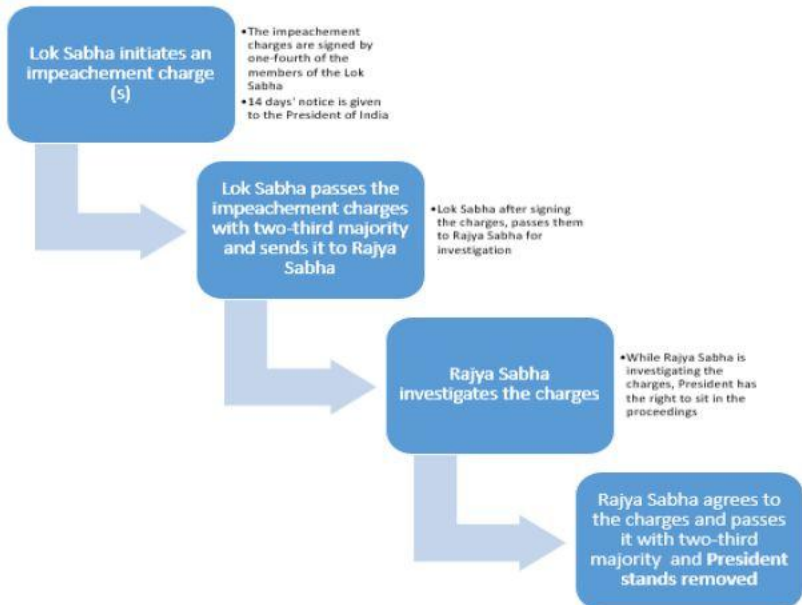 Lok Sabha initiates an
impeachement charge
(s)
•The impeachement
charges are signed by
one-fourth of the
members of the Lok
Sabha
•14 days' notice is given
to the President of India
Lok Sabha passes the
impeachement charges
with two-third majority
and sends it to Rajya
Sabha
•Lok Sabha after signing
the charges, passes them
to Rajya Sabha for
investigation
Rajya Sabha
investigates the charges
•While Rajya Sabha is
investigating the
charges, President has
the right to sit in the
proceedings
Rajya Sabha agrees to
the charges and passes
it with two-third
majority and President
stands removed